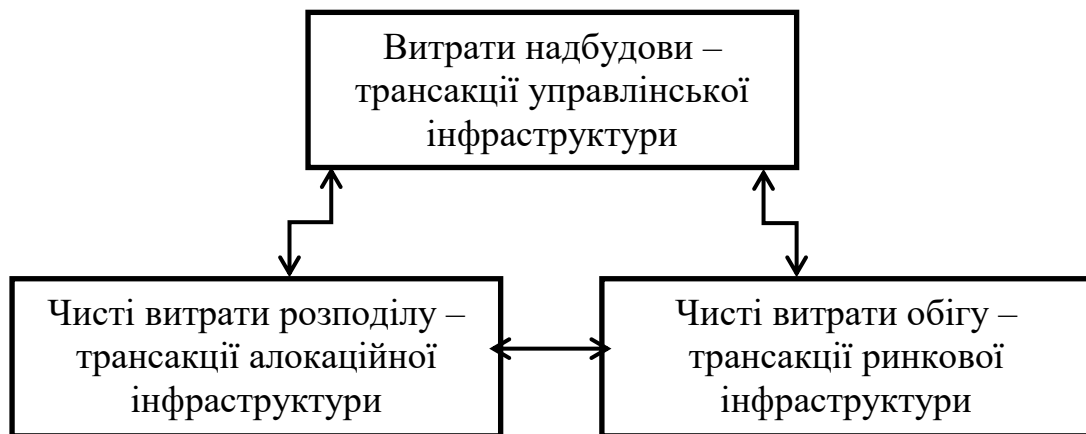 Витрати надбудови –
трансакції управлінської
інфраструктури
Чисті витрати розподілу –
трансакції алокаційної
інфраструктури
Чисті витрати обігу –
трансакції ринкової
інфраструктури